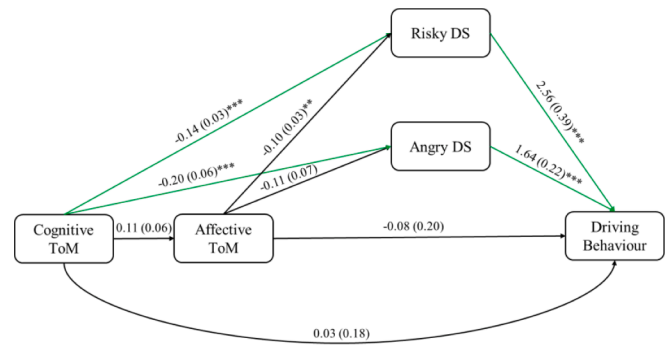 Risky DS
-0.14 (0.03)***
-0.10 (0.03)**
2.56 (0.39)***
Angry DS
-0.20 (0.06)***
-0.11 (0.07)
1.64 (0.22)***
Cognitive
ToM
0.11 (0.06)
Affective
ToM
-0.08 (0.20)
Driving
Behaviour
0.03 (0.18)